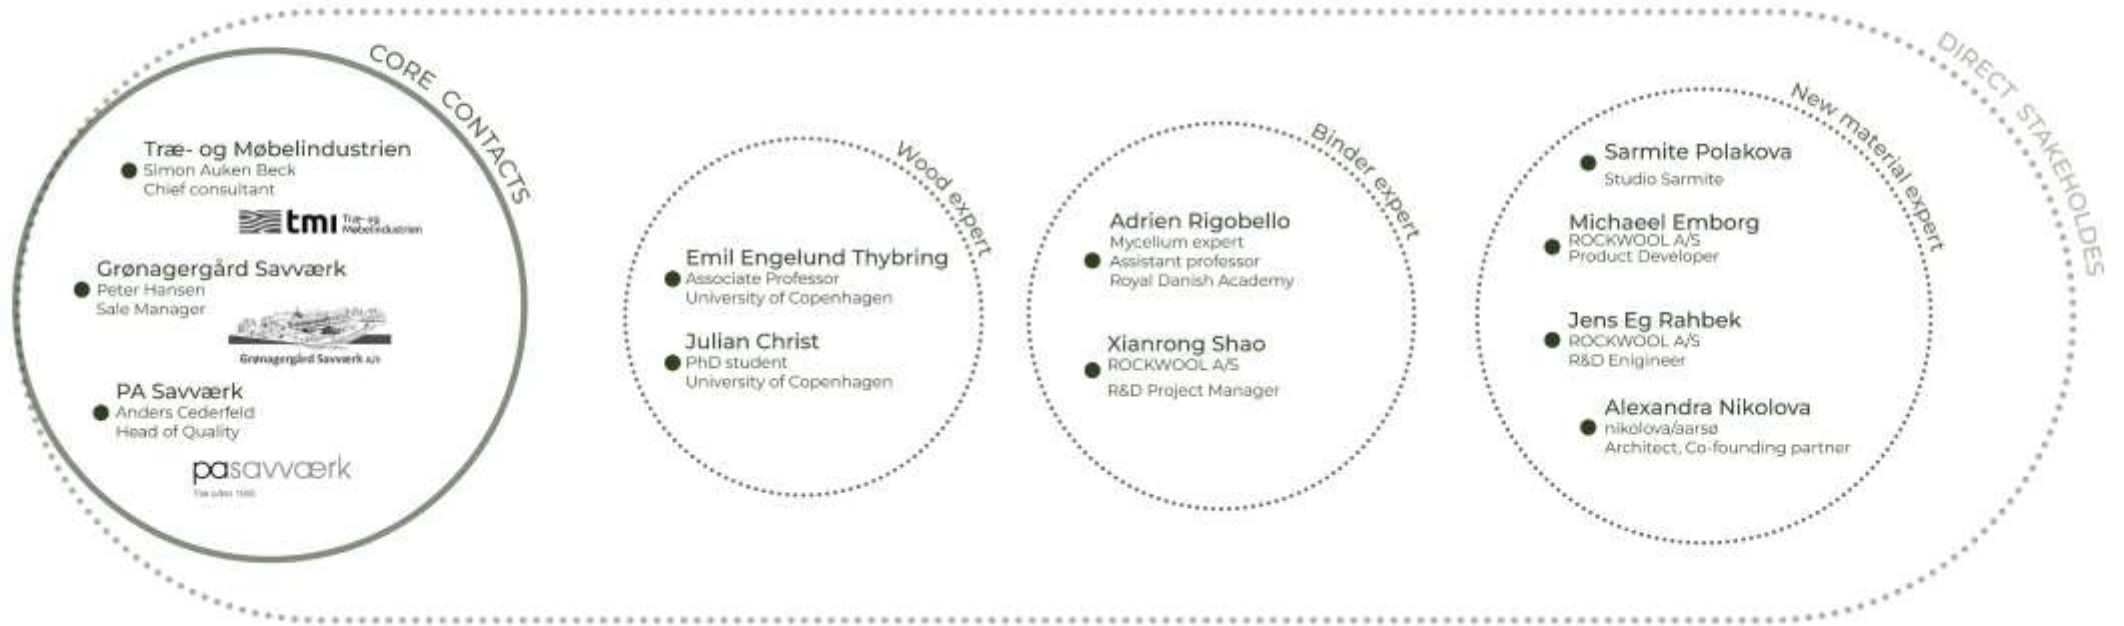 CORE CONTACTS
Træ- og Møbelindustrien
Simon Auken Beck
Chief consultant
tmi Træ- og
Møbelindustrien
Grønagergård Savværk
Peter Hansen
Sale Manager
Grønagergård Savværk A/S
PA Savværk
Anders Cederfeld
Head of Quality
pasavværk
Wood expert
Emil Engelund Thybring
Associate Professor
University of Copenhagen
Julian Christ
PhD student
University of Copenhagen
Binder expert
Adrien Rigobello
Mycelium expert
Assistant professor
Royal Danish Academy
Xianrong Shao
ROCKWOOL A/S
R&D Project Manager
New material expert
Sarmite Polakova
Studio Sarmite
Michaeel Emborg
ROCKWOOL A/S
Product Developer
Jens Eg Rahbek
ROCKWOOL A/S
R&D Enigineer
Alexandra Nikolova
nikolova/aarsø
Architect, Co-founding partner
DIRECT STAKEHOLDES